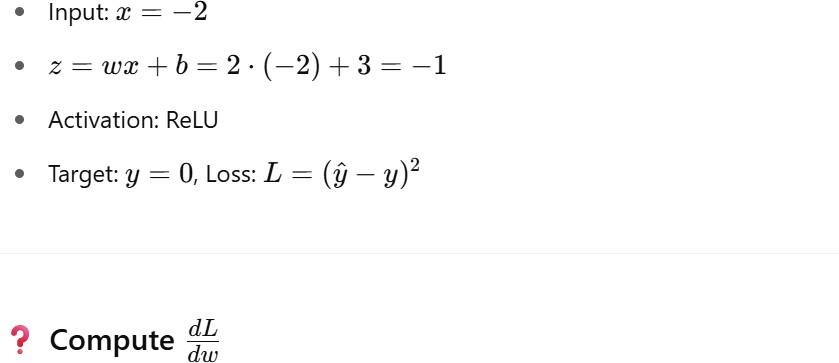 • Input: x = −2
• z = wx + b = 2 · (−2) + 3 = −1
• Activation: ReLU
• Target: y = 0, Loss: L = (ŷ − y)²
❓ Compute dL/dw